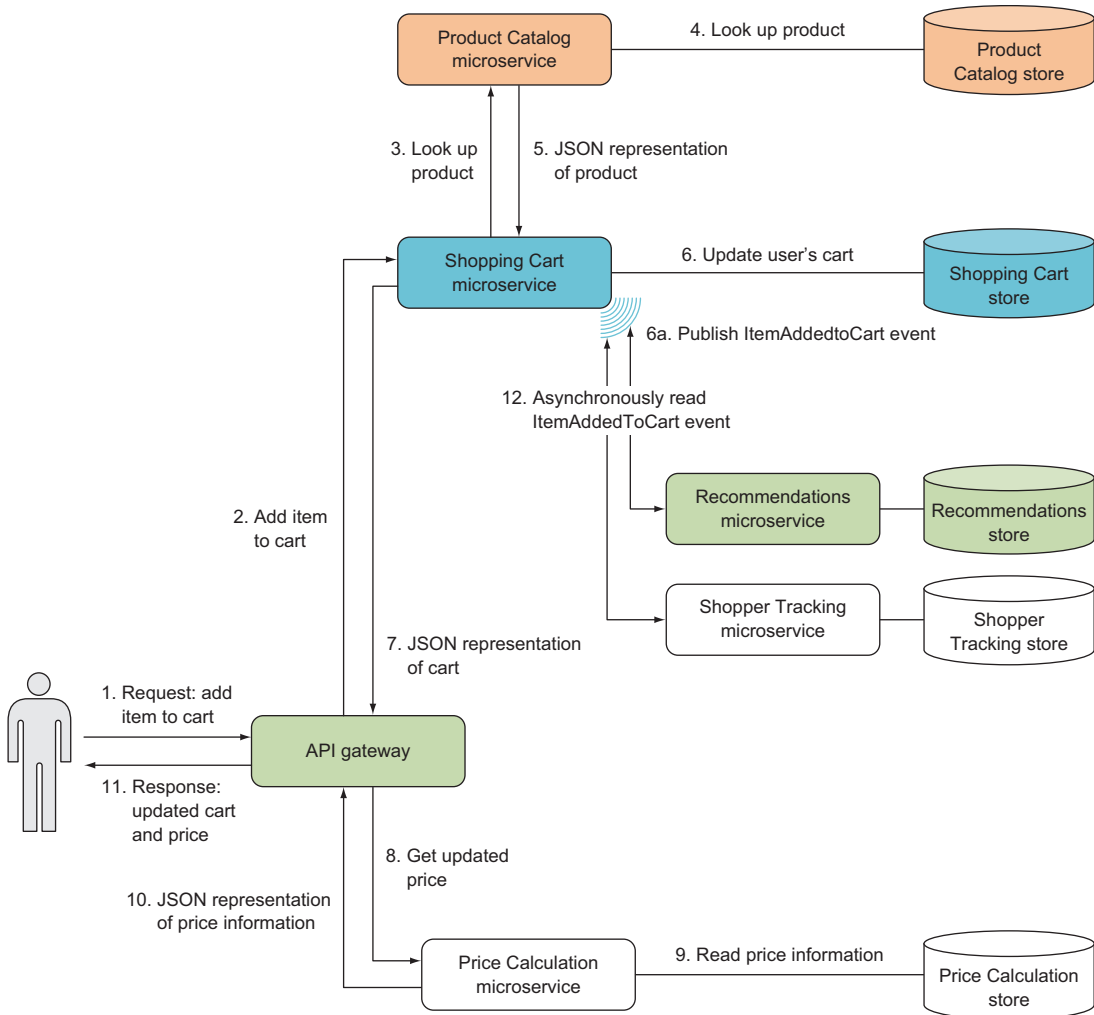 Product Catalog
microservice
4. Look up product
Product
Catalog store
3. Look up
product
5. JSON representation
of product
Shopping Cart
microservice
6. Update user’s cart
Shopping Cart
store
6a. Publish ItemAddedtoCart event
12. Asynchronously read
ItemAddedToCart event
2. Add item
to cart
Recommendations
microservice
Recommendations
store
Shopper Tracking
microservice
Shopper
Tracking store
7. JSON representation
of cart
1. Request: add
item to cart
API gateway
11. Response:
updated cart
and price
8. Get updated
price
10. JSON representation
of price information
Price Calculation
microservice
9. Read price information
Price Calculation
store